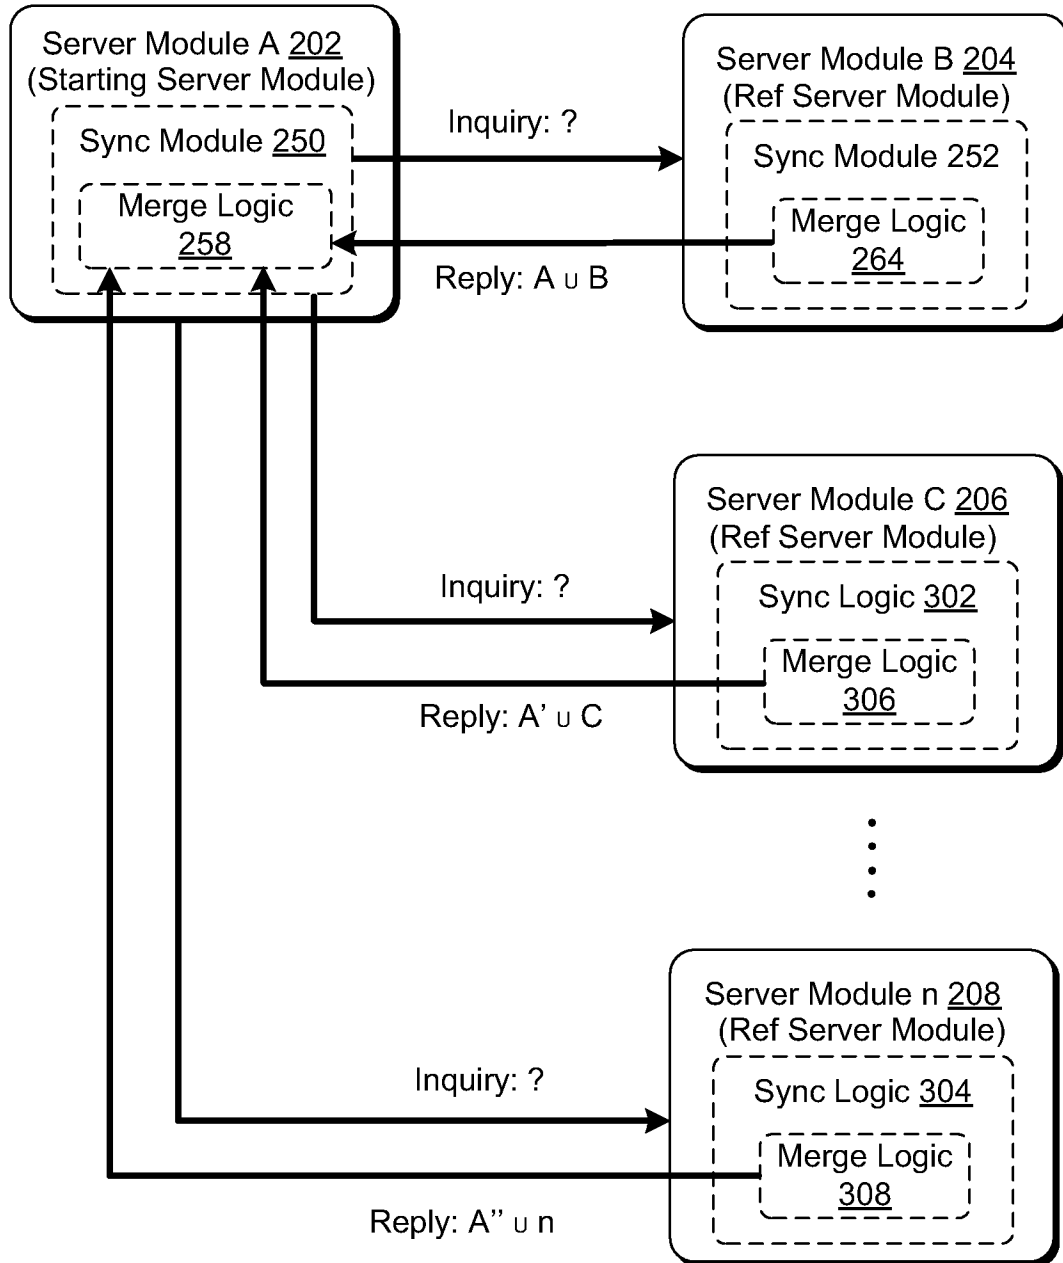 Server Module A 202
(Starting Server Module)
Sync Module 250
Merge Logic
258
Inquiry: ?
Reply: A ∪ B
Server Module B 204
(Ref Server Module)
Sync Module 252
Merge Logic
264
Server Module C 206
(Ref Server Module)
Sync Logic 302
Merge Logic
306
Inquiry: ?
Reply: A' ∪ C
Server Module n 208
(Ref Server Module)
Sync Logic 304
Merge Logic
308
Inquiry: ?
Reply: A'' ∪ n